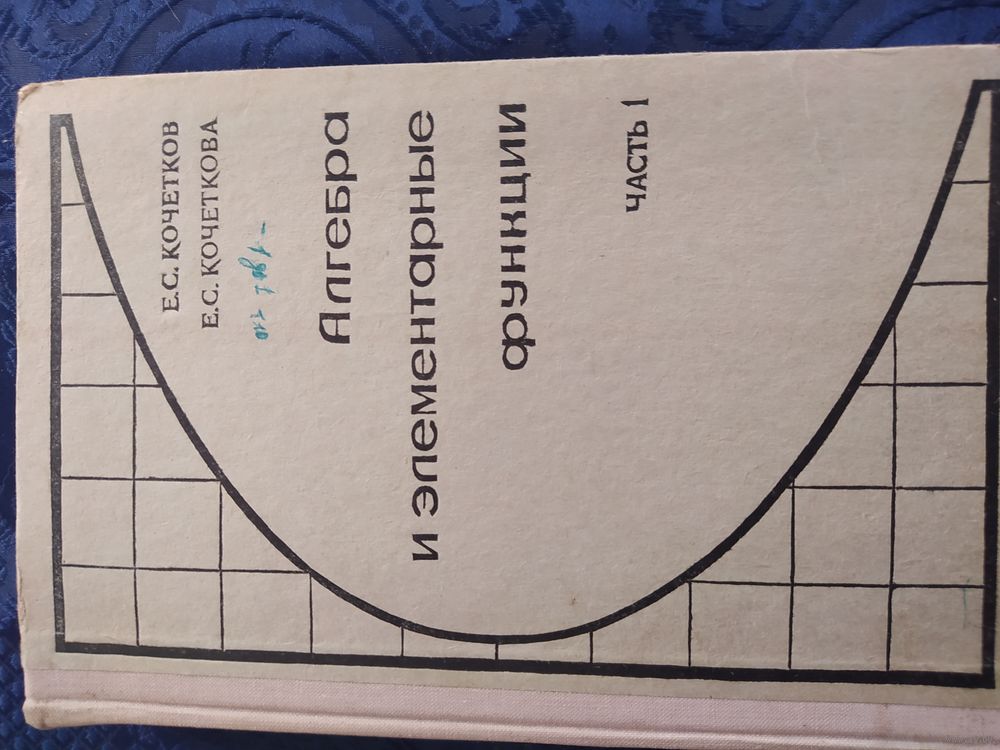 Е.С. КОЧЕТКОВ
Е.С. КОЧЕТКОВА
Алгебра
и элементарные
функции
ЧАСТЬ 1